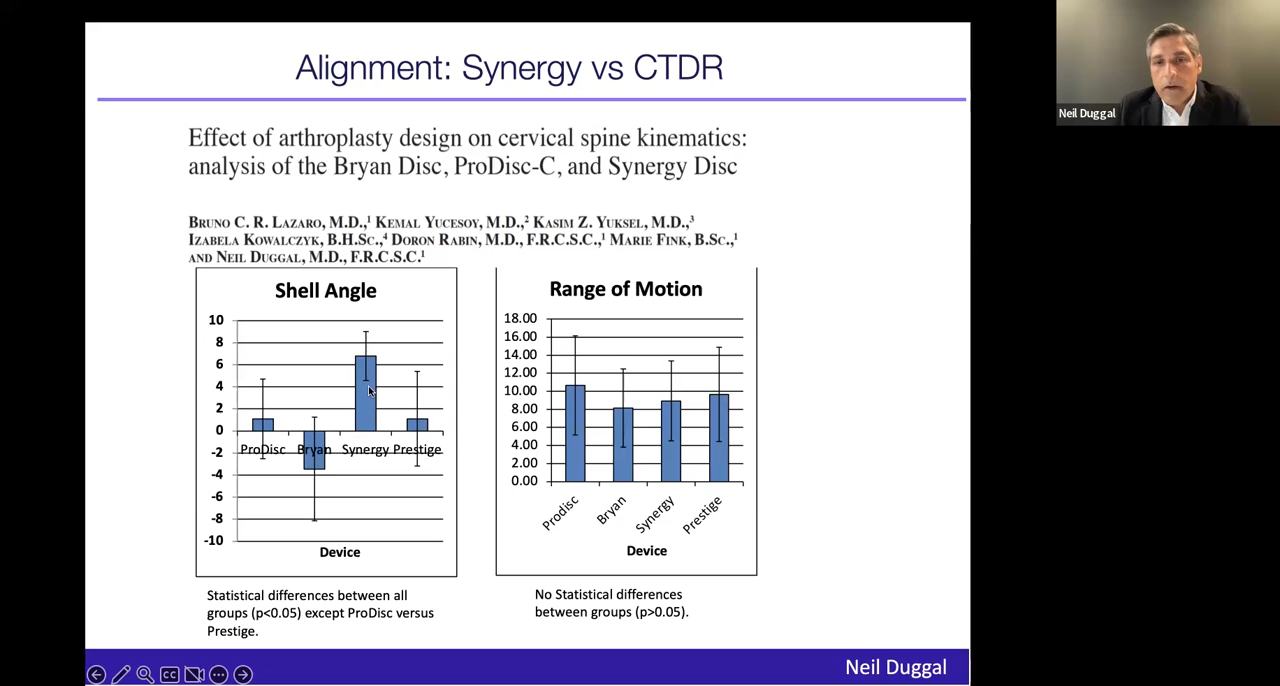 Alignment: Synergy vs CTDR
Effect of arthroplasty design on cervical spine kinematics:
analysis of the Bryan Disc, ProDisc-C, and Synergy Disc
Bruno C. R. Lazaro, M.D.,¹ Kemal Yucesoy, M.D.,² Kasim Z. Yuksel, M.D.,³
Izabela Kowalczyk, B.H.Sc.,⁴ Doron Rabin, M.D., F.R.C.S.C.,¹ Marie Fink, B.Sc.,¹
and Neil Duggal, M.D., F.R.C.S.C.¹
Shell Angle
10
8
6
4
2
0
-2
-4
-6
-8
-10
ProDisc Bryan Synergy Prestige
Device
Statistical differences between all
groups (p<0.05) except ProDisc versus
Prestige.
Range of Motion
18.00
16.00
14.00
12.00
10.00
8.00
6.00
4.00
2.00
0.00
Prodisc
Bryan
Synergy
Prestige
Device
No Statistical differences
between groups (p>0.05).
CC
Neil Duggal
Neil Duggal